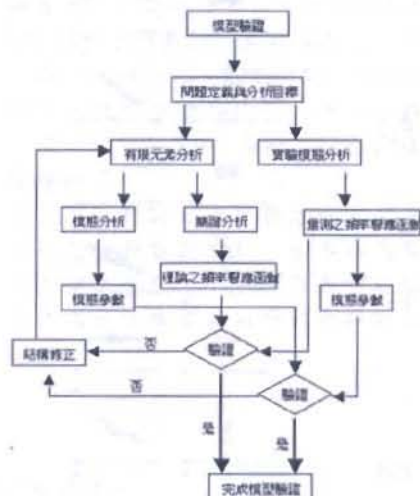 模型驗證
問題定義與分析目標
有限元素分析
實驗模態分析
模態分析
簡諧分析
量測之頻率響應函數
理論之頻率響應函數
模態參數
模態參數
結構修正
否
驗證
否
驗證
是
是
完成模型驗證